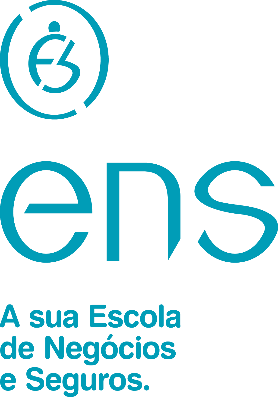 ens
A sua Escola
de Negócios
e Seguros.